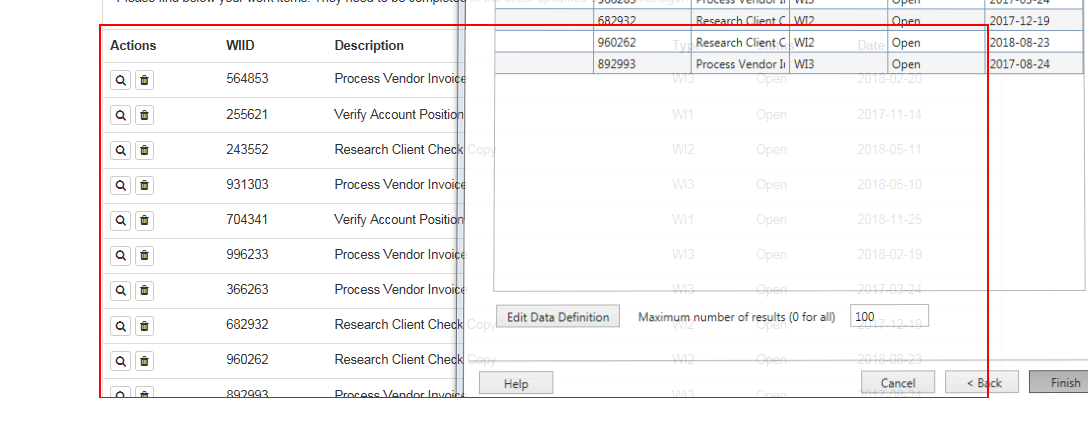 Please find below your work items. They need to be completed in the order specified
366263 Process Vendor I WI3 Open 2017-03-24
682932 Research Client C WI2 Open 2017-12-19
960262 Research Client C WI2 Open 2018-08-23
892993 Process Vendor I WI3 Open 2017-08-24
Actions WIID Description Type Status Date
564853 Process Vendor Invoice WI3 Open 2018-02-20
255621 Verify Account Position WI1 Open 2017-11-14
243552 Research Client Check Copy WI2 Open 2018-05-11
931303 Process Vendor Invoice WI3 Open 2018-05-10
704341 Verify Account Position WI1 Open 2018-11-25
996233 Process Vendor Invoice WI3 Open 2018-02-19
366263 Process Vendor Invoice WI3 Open 2017-03-24
682932 Research Client Check Copy WI2 Open 2017-12-19
960262 Research Client Check Copy WI2 Open 2018-08-23
892993 Process Vendor Invoice WI3 Open 2017-08-24
Edit Data Definition Maximum number of results (0 for all) 100
Help Cancel < Back Finish